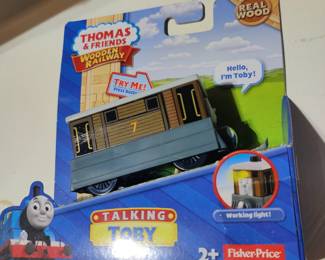 THOMAS
& FRIENDS
WOODEN
RAILWAY
REAL
WOOD
TRY ME!
Hello,
I'm Toby!
7
Working light!
TALKING
TOBY
2+
Fisher-Price